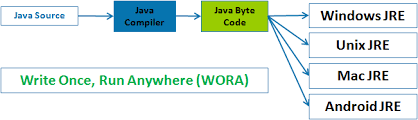 Java Source
Java
Compiler
Java Byte
Code
Windows JRE
Unix JRE
Mac JRE
Android JRE
Write Once, Run Anywhere (WORA)